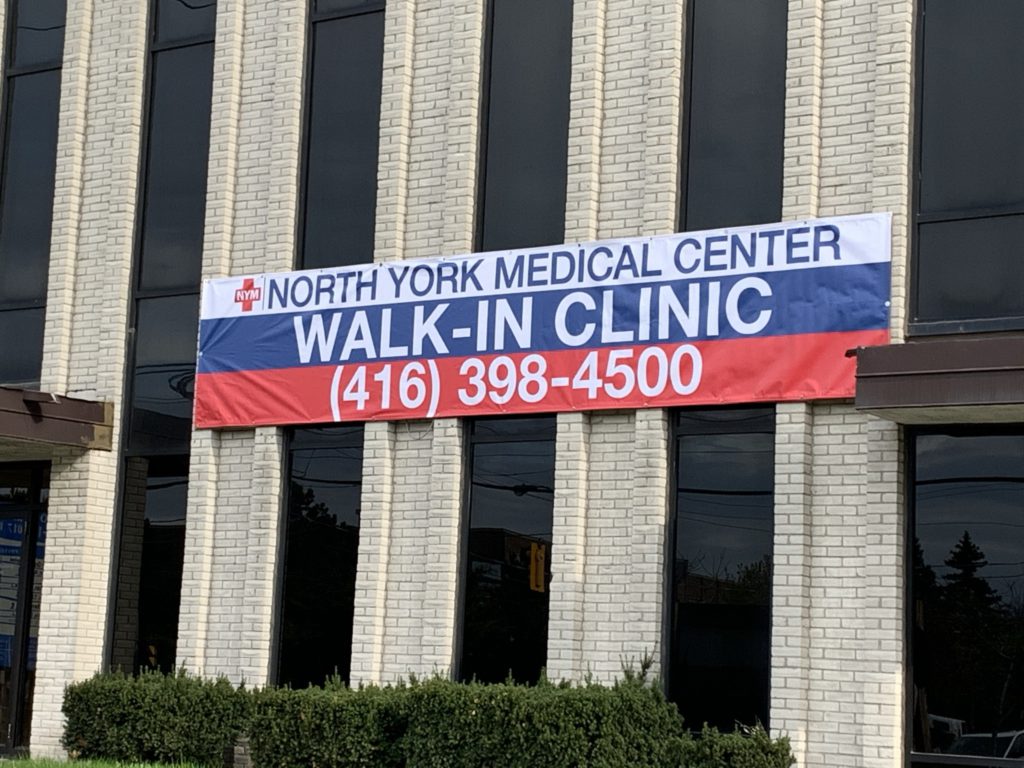 NYM NORTH YORK MEDICAL CENTER
WALK-IN CLINIC
(416) 398-4500